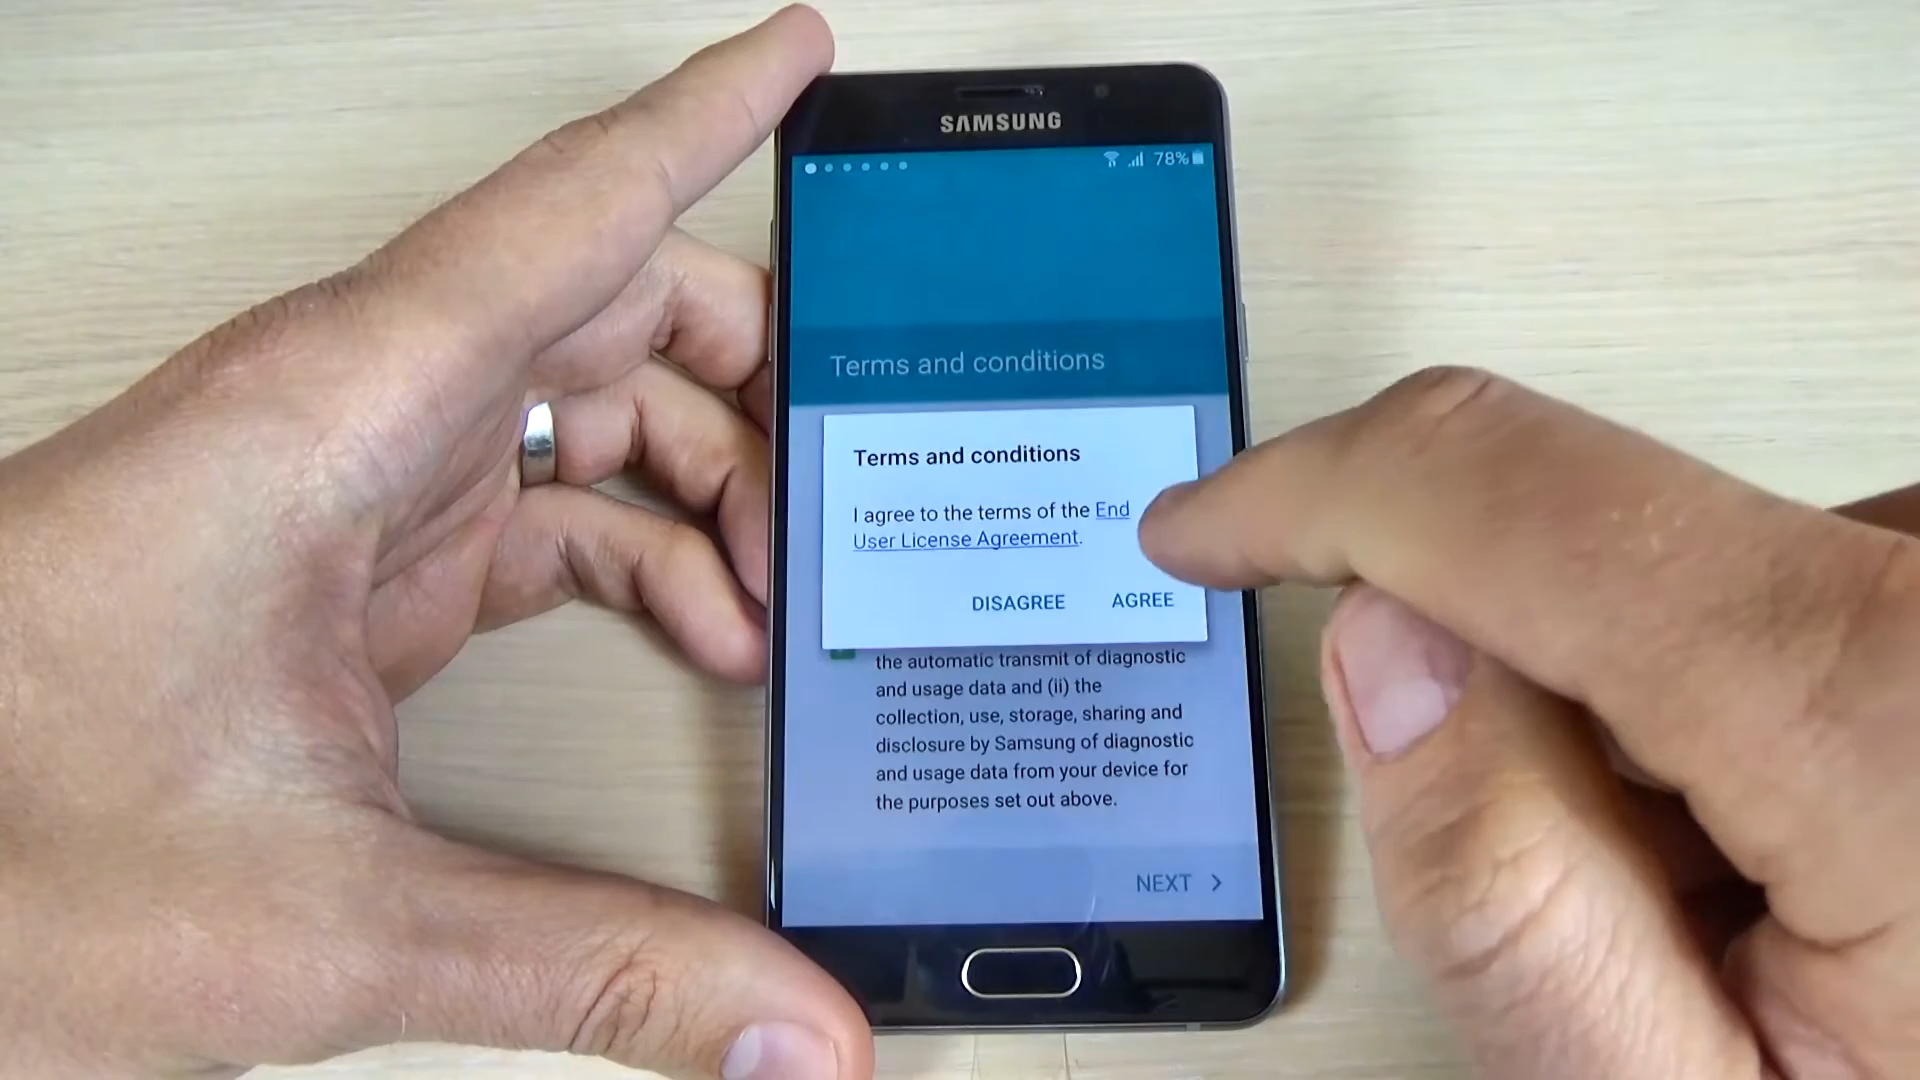 SAMSUNG
78%
Terms and conditions
Terms and conditions
I agree to the terms of the End
User License Agreement.
DISAGREE AGREE
the automatic transmit of diagnostic
and usage data and (ii) the
collection, use, storage, sharing and
disclosure by Samsung of diagnostic
and usage data from your device for
the purposes set out above.
NEXT